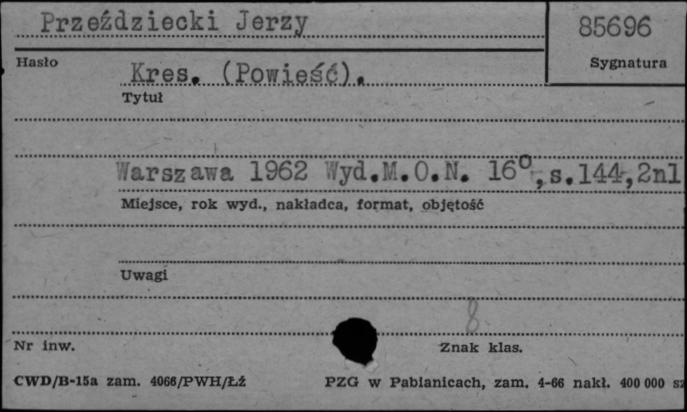 Przeździecki Jerzy
85696
Hasło
Sygnatura
Kres. (Powieść).
Tytuł
Warszawa 1962 Wyd.M.O.N. 16°,s.144,2nl
Miejsce, rok wyd., nakładca, format, objętość
Uwagi
8
Nr inw.
Znak klas.
CWD/B-15a zam. 4066/PWH/Łź
PZG w Pabianicach, zam. 4-66 nakł. 400 000 sz